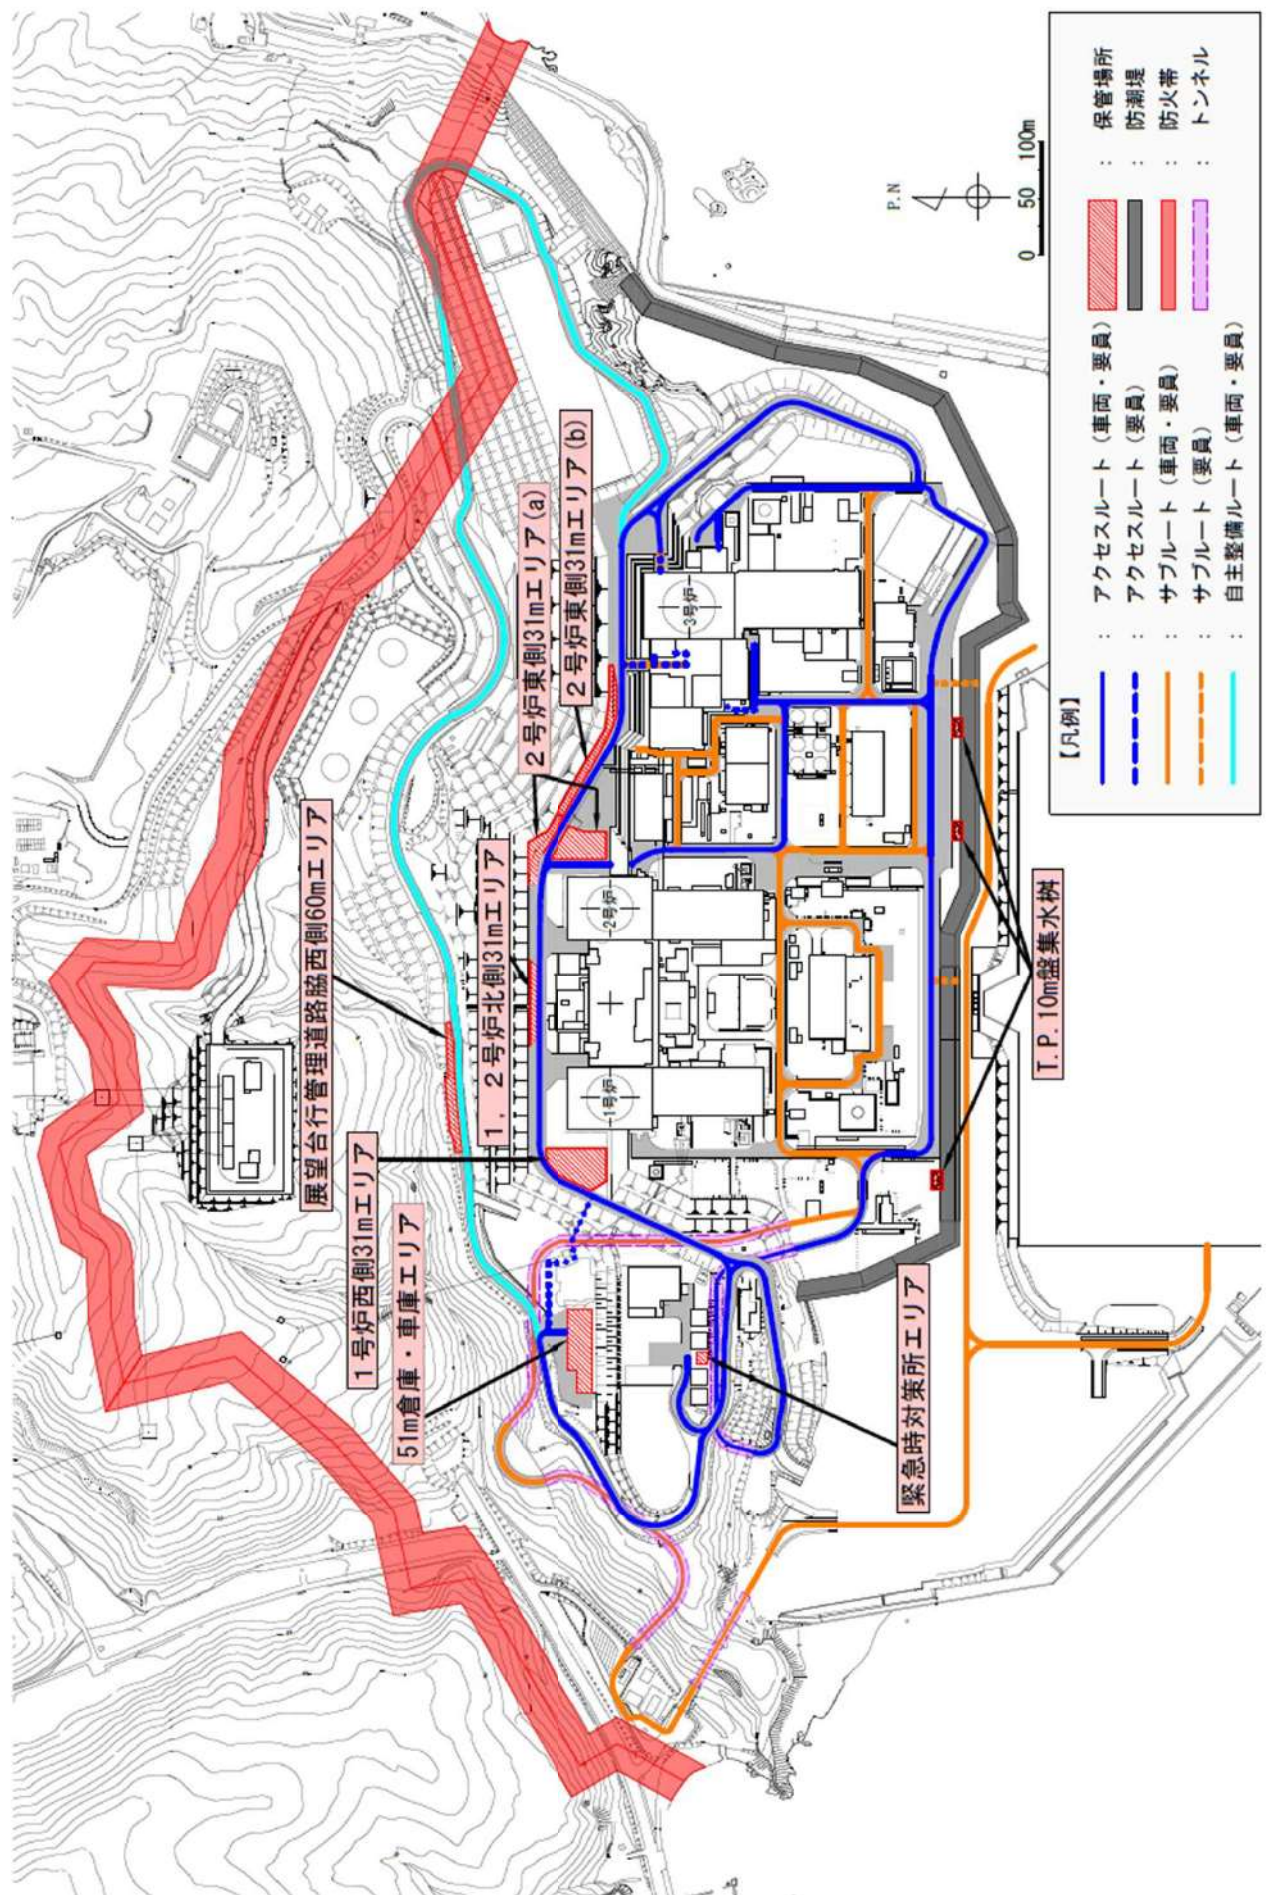 展望台行管理道路脇西側60mエリア
1号炉西側31mエリア
51m倉庫・車庫エリア
1，2号炉北側31mエリア
2号炉東側31mエリア(a)
2号炉東側31mエリア(b)
1号炉
2号炉
3号炉
緊急時対策所エリア
T.P.10m盤集水桝
P.N
0 50 100m
【凡例】
： アクセスルート（車両・要員）
： アクセスルート（要員）
： サブルート（車両・要員）
： サブルート（要員）
： 自主整備ルート（車両・要員）
： 保管場所
： 防潮堤
： 防火帯
： トンネル